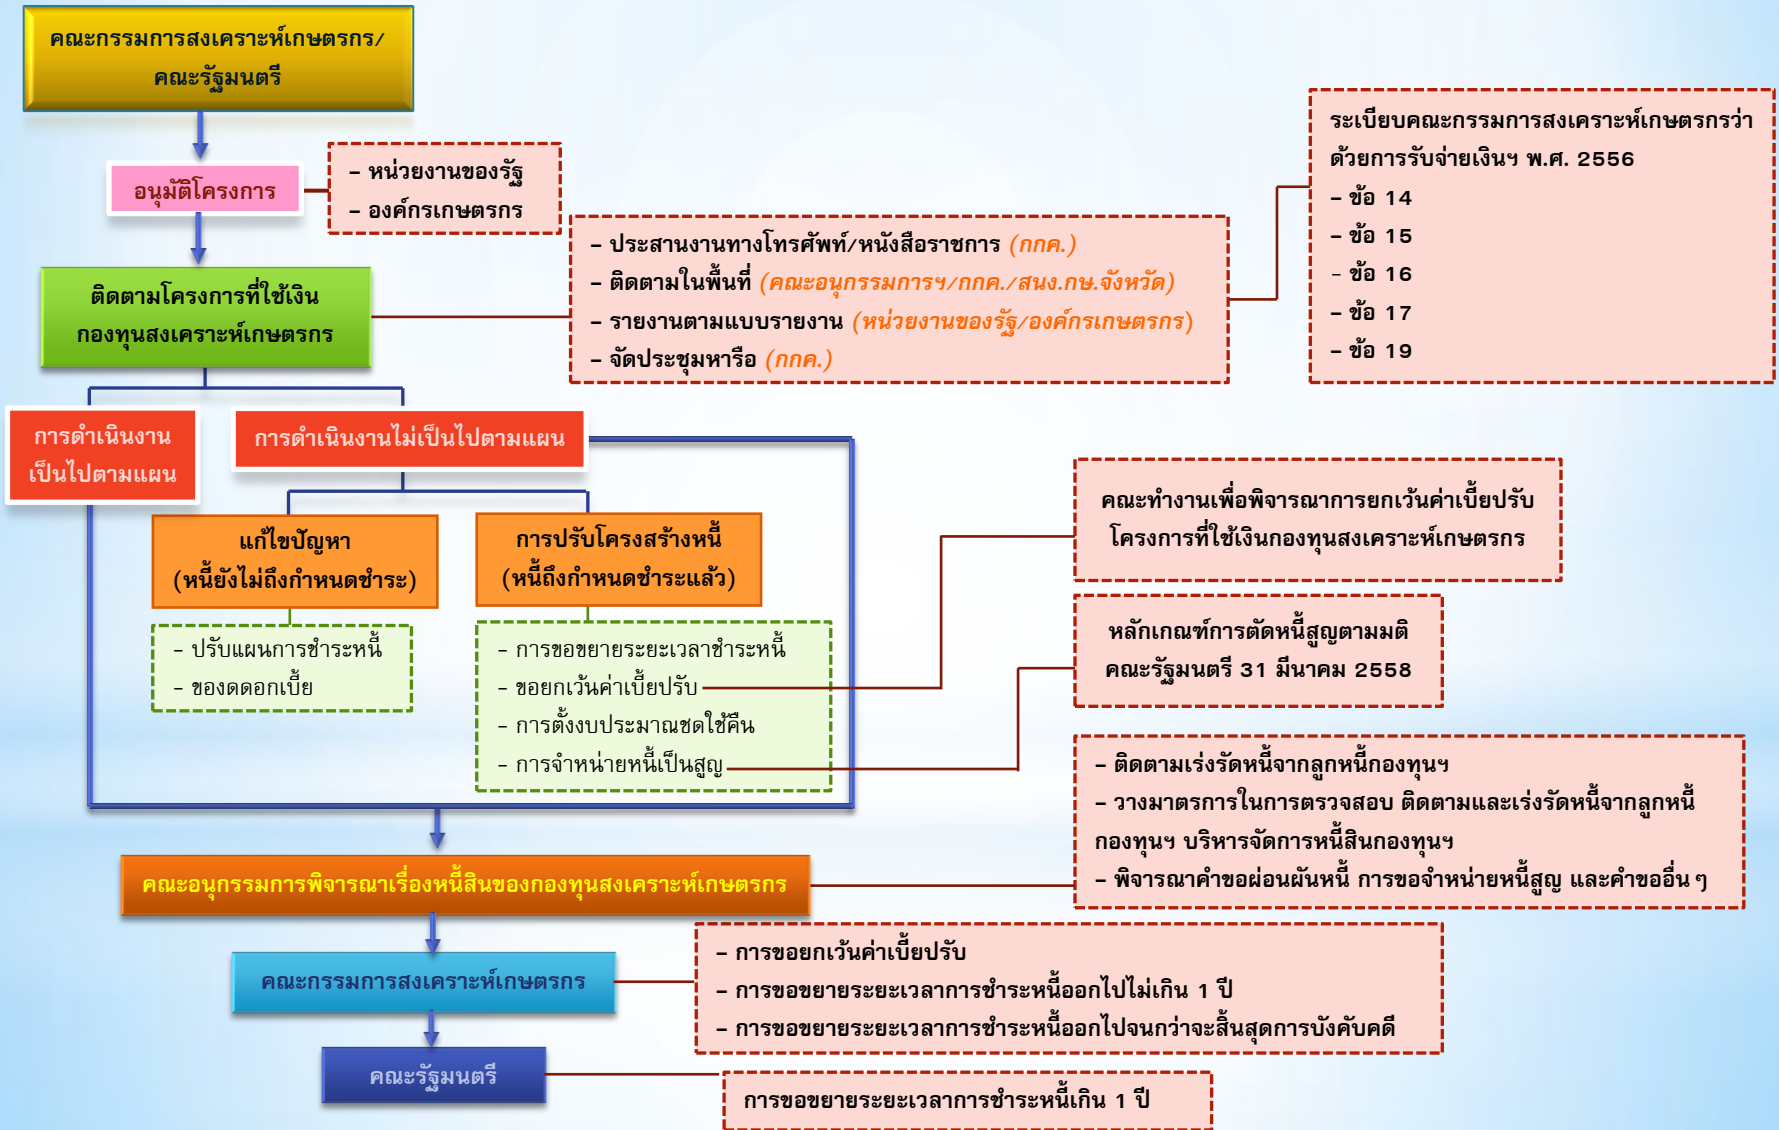 คณะกรรมการสงเคราะห์เกษตรกร/
คณะรัฐมนตรี
อนุมัติโครงการ
– หน่วยงานของรัฐ
– องค์กรเกษตรกร
ระเบียบคณะกรรมการสงเคราะห์เกษตรกรว่า
ด้วยการรับจ่ายเงินฯ พ.ศ. 2556
– ข้อ 14
– ข้อ 15
- ข้อ 16
– ข้อ 17
– ข้อ 19
ติดตามโครงการที่ใช้เงิน
กองทุนสงเคราะห์เกษตรกร
– ประสานงานทางโทรศัพท์/หนังสือราชการ (กกค.)
– ติดตามในพื้นที่ (คณะอนุกรรมการฯ/กกค./สนง.กษ.จังหวัด)
– รายงานตามแบบรายงาน (หน่วยงานของรัฐ/องค์กรเกษตรกร)
– จัดประชุมหารือ (กกค.)
การดำเนินงาน
เป็นไปตามแผน
การดำเนินงานไม่เป็นไปตามแผน
แก้ไขปัญหา
(หนี้ยังไม่ถึงกำหนดชำระ)
การปรับโครงสร้างหนี้
(หนี้ถึงกำหนดชำระแล้ว)
– ปรับแผนการชำระหนี้
– ของดดอกเบี้ย
– การขอขยายระยะเวลาชำระหนี้
– ขอยกเว้นค่าเบี้ยปรับ
– การตั้งงบประมาณชดใช้คืน
– การจำหน่ายหนี้เป็นสูญ
คณะทำงานเพื่อพิจารณาการยกเว้นค่าเบี้ยปรับ
โครงการที่ใช้เงินกองทุนสงเคราะห์เกษตรกร
หลักเกณฑ์การตัดหนี้สูญตามมติ
คณะรัฐมนตรี 31 มีนาคม 2558
– ติดตามเร่งรัดหนี้จากลูกหนี้กองทุนฯ
– วางมาตรการในการตรวจสอบ ติดตามและเร่งรัดหนี้จากลูกหนี้
กองทุนฯ บริหารจัดการหนี้สินกองทุนฯ
– พิจารณาคำขอผ่อนผันหนี้ การขอจำหน่ายหนี้สูญ และคำขออื่น ๆ
คณะอนุกรรมการพิจารณาเรื่องหนี้สินของกองทุนสงเคราะห์เกษตรกร
คณะกรรมการสงเคราะห์เกษตรกร
– การขอยกเว้นค่าเบี้ยปรับ
– การขอขยายระยะเวลาการชำระหนี้ออกไปไม่เกิน 1 ปี
– การขอขยายระยะเวลาการชำระหนี้ออกไปจนกว่าจะสิ้นสุดการบังคับคดี
คณะรัฐมนตรี
การขอขยายระยะเวลาการชำระหนี้เกิน 1 ปี